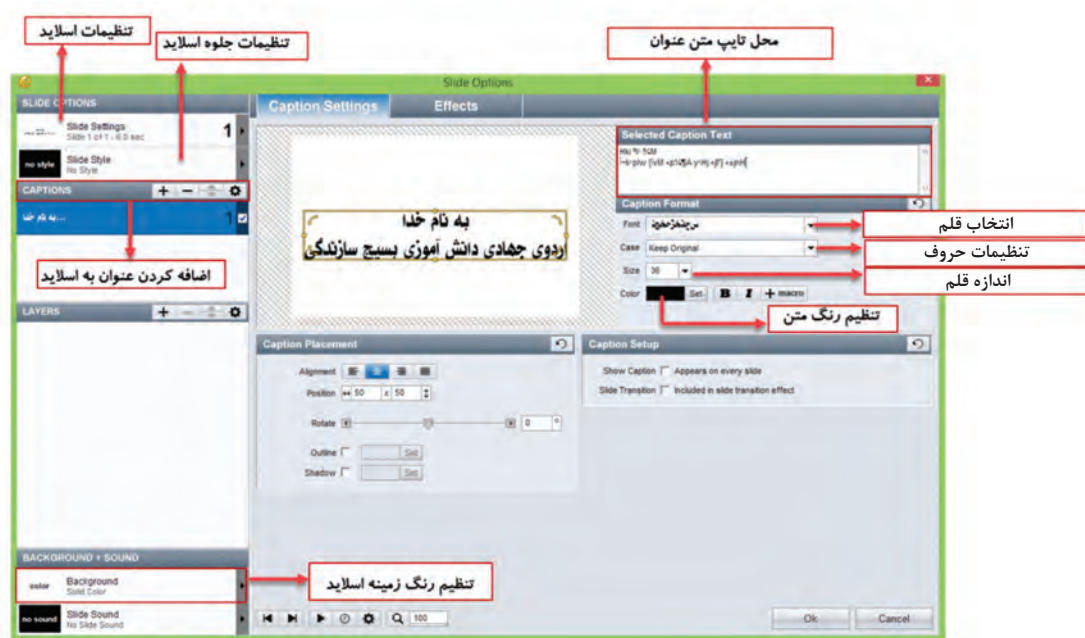 تنظیمات اسلاید
تنظیمات جلوه اسلاید
محل تایپ متن عنوان
Slide Options
SLIDE OPTIONS
Slide Settings
Slide 1 of 1 - 6.0 sec
1
no style
Slide Style
No Style
CAPTIONS
به نام خدا...
1
اضافه کردن عنوان به اسلاید
LAYERS
BACKGROUND + SOUND
color
Background
Solid Color
no sound
Slide Sound
No Slide Sound
تنظیم رنگ زمینه اسلاید
Caption Settings
Effects
به نام خدا
اردوی جهادی دانش آموزی بسیج سازندگی
Selected Caption Text
Caption Format
Font
Case Keep Original
Size 36
Color Set B I + macro
انتخاب قلم
تنظیمات حروف
اندازه قلم
تنظیم رنگ متن
Caption Placement
Alignment
Position 50 x 50
Rotate 0 °
Outline Set
Shadow Set
Caption Setup
Show Caption Appears on every slide
Slide Transition Included in slide transition effect
100
Ok
Cancel